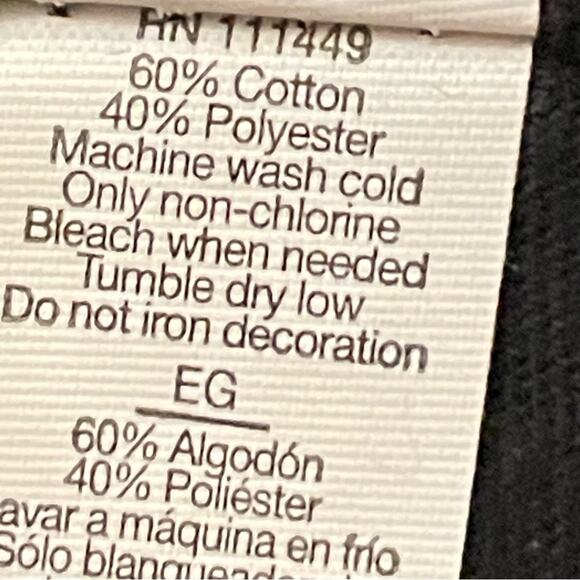 RN 111449
60% Cotton
40% Polyester
Machine wash cold
Only non-chlorine
Bleach when needed
Tumble dry low
Do not iron decoration
EG
60% Algodón
40% Poliéster
avar a máquina en frío
Sólo